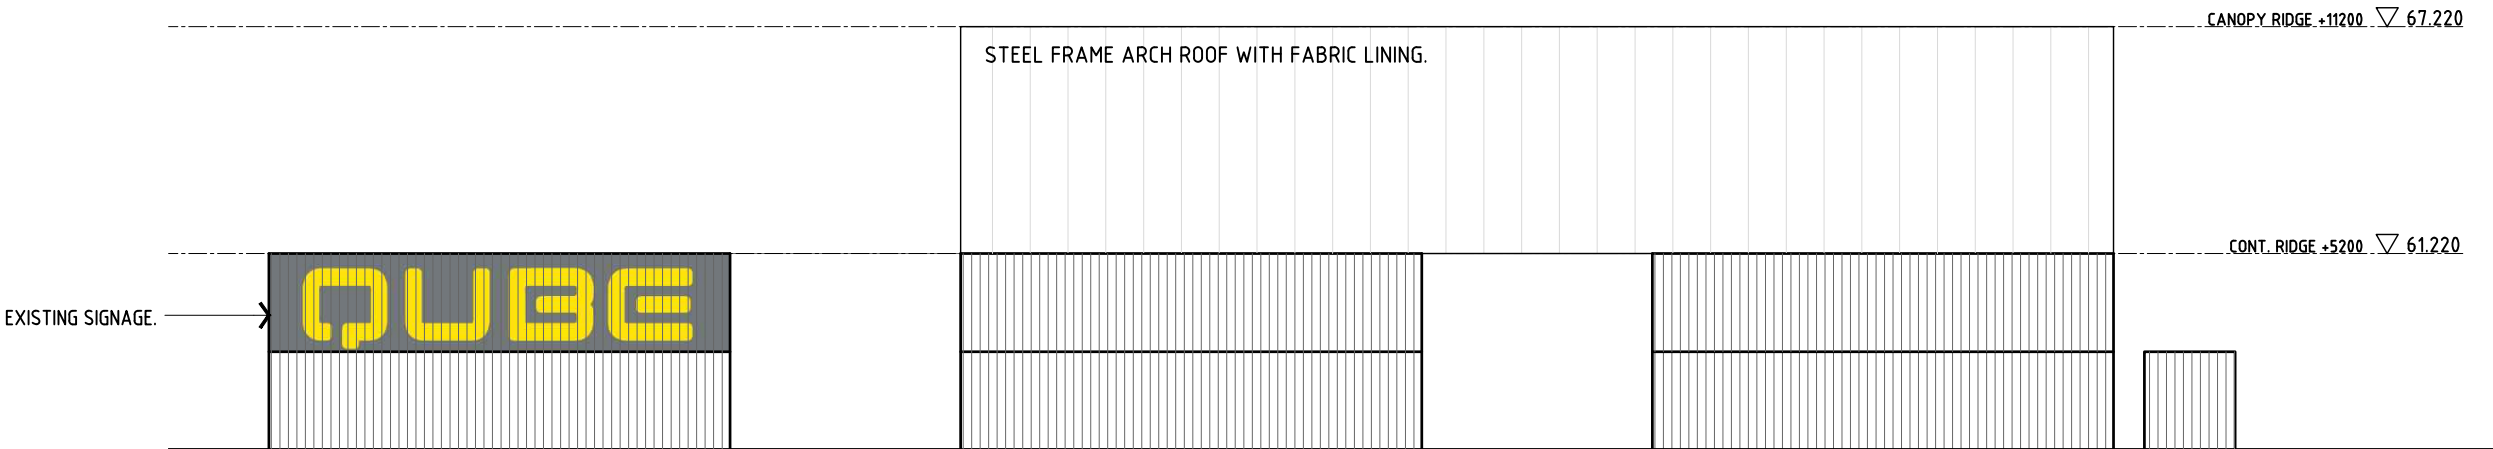 CANOPY RIDGE +11200 67.220
STEEL FRAME ARCH ROOF WITH FABRIC LINING.
CONT. RIDGE +5200 61.220
QUBE
EXISTING SIGNAGE.